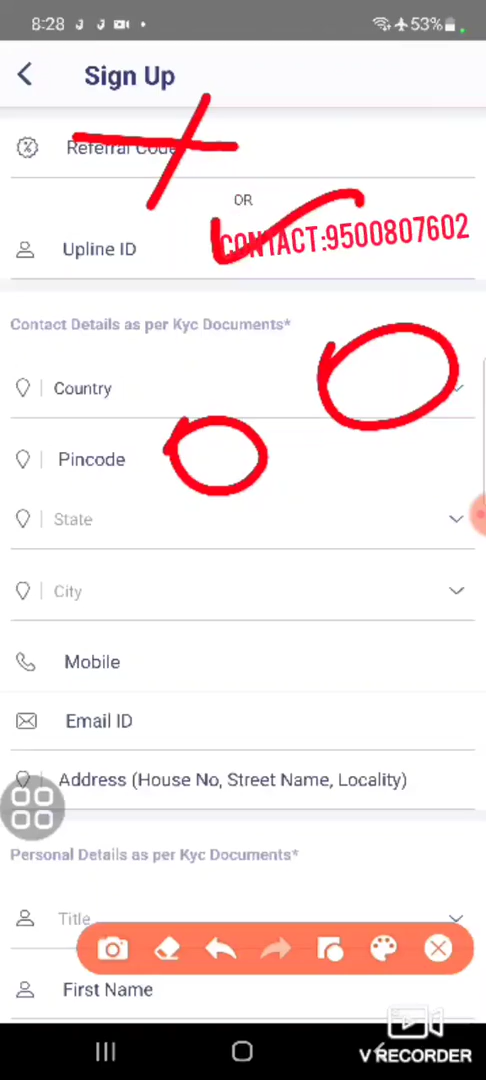 8:28
53%
Sign Up
Referral Code
OR
Upline ID
CONTACT:9500807602
Contact Details as per Kyc Documents*
Country
Pincode
State
City
Mobile
Email ID
Address (House No, Street Name, Locality)
Personal Details as per Kyc Documents*
Title
First Name
V RECORDER